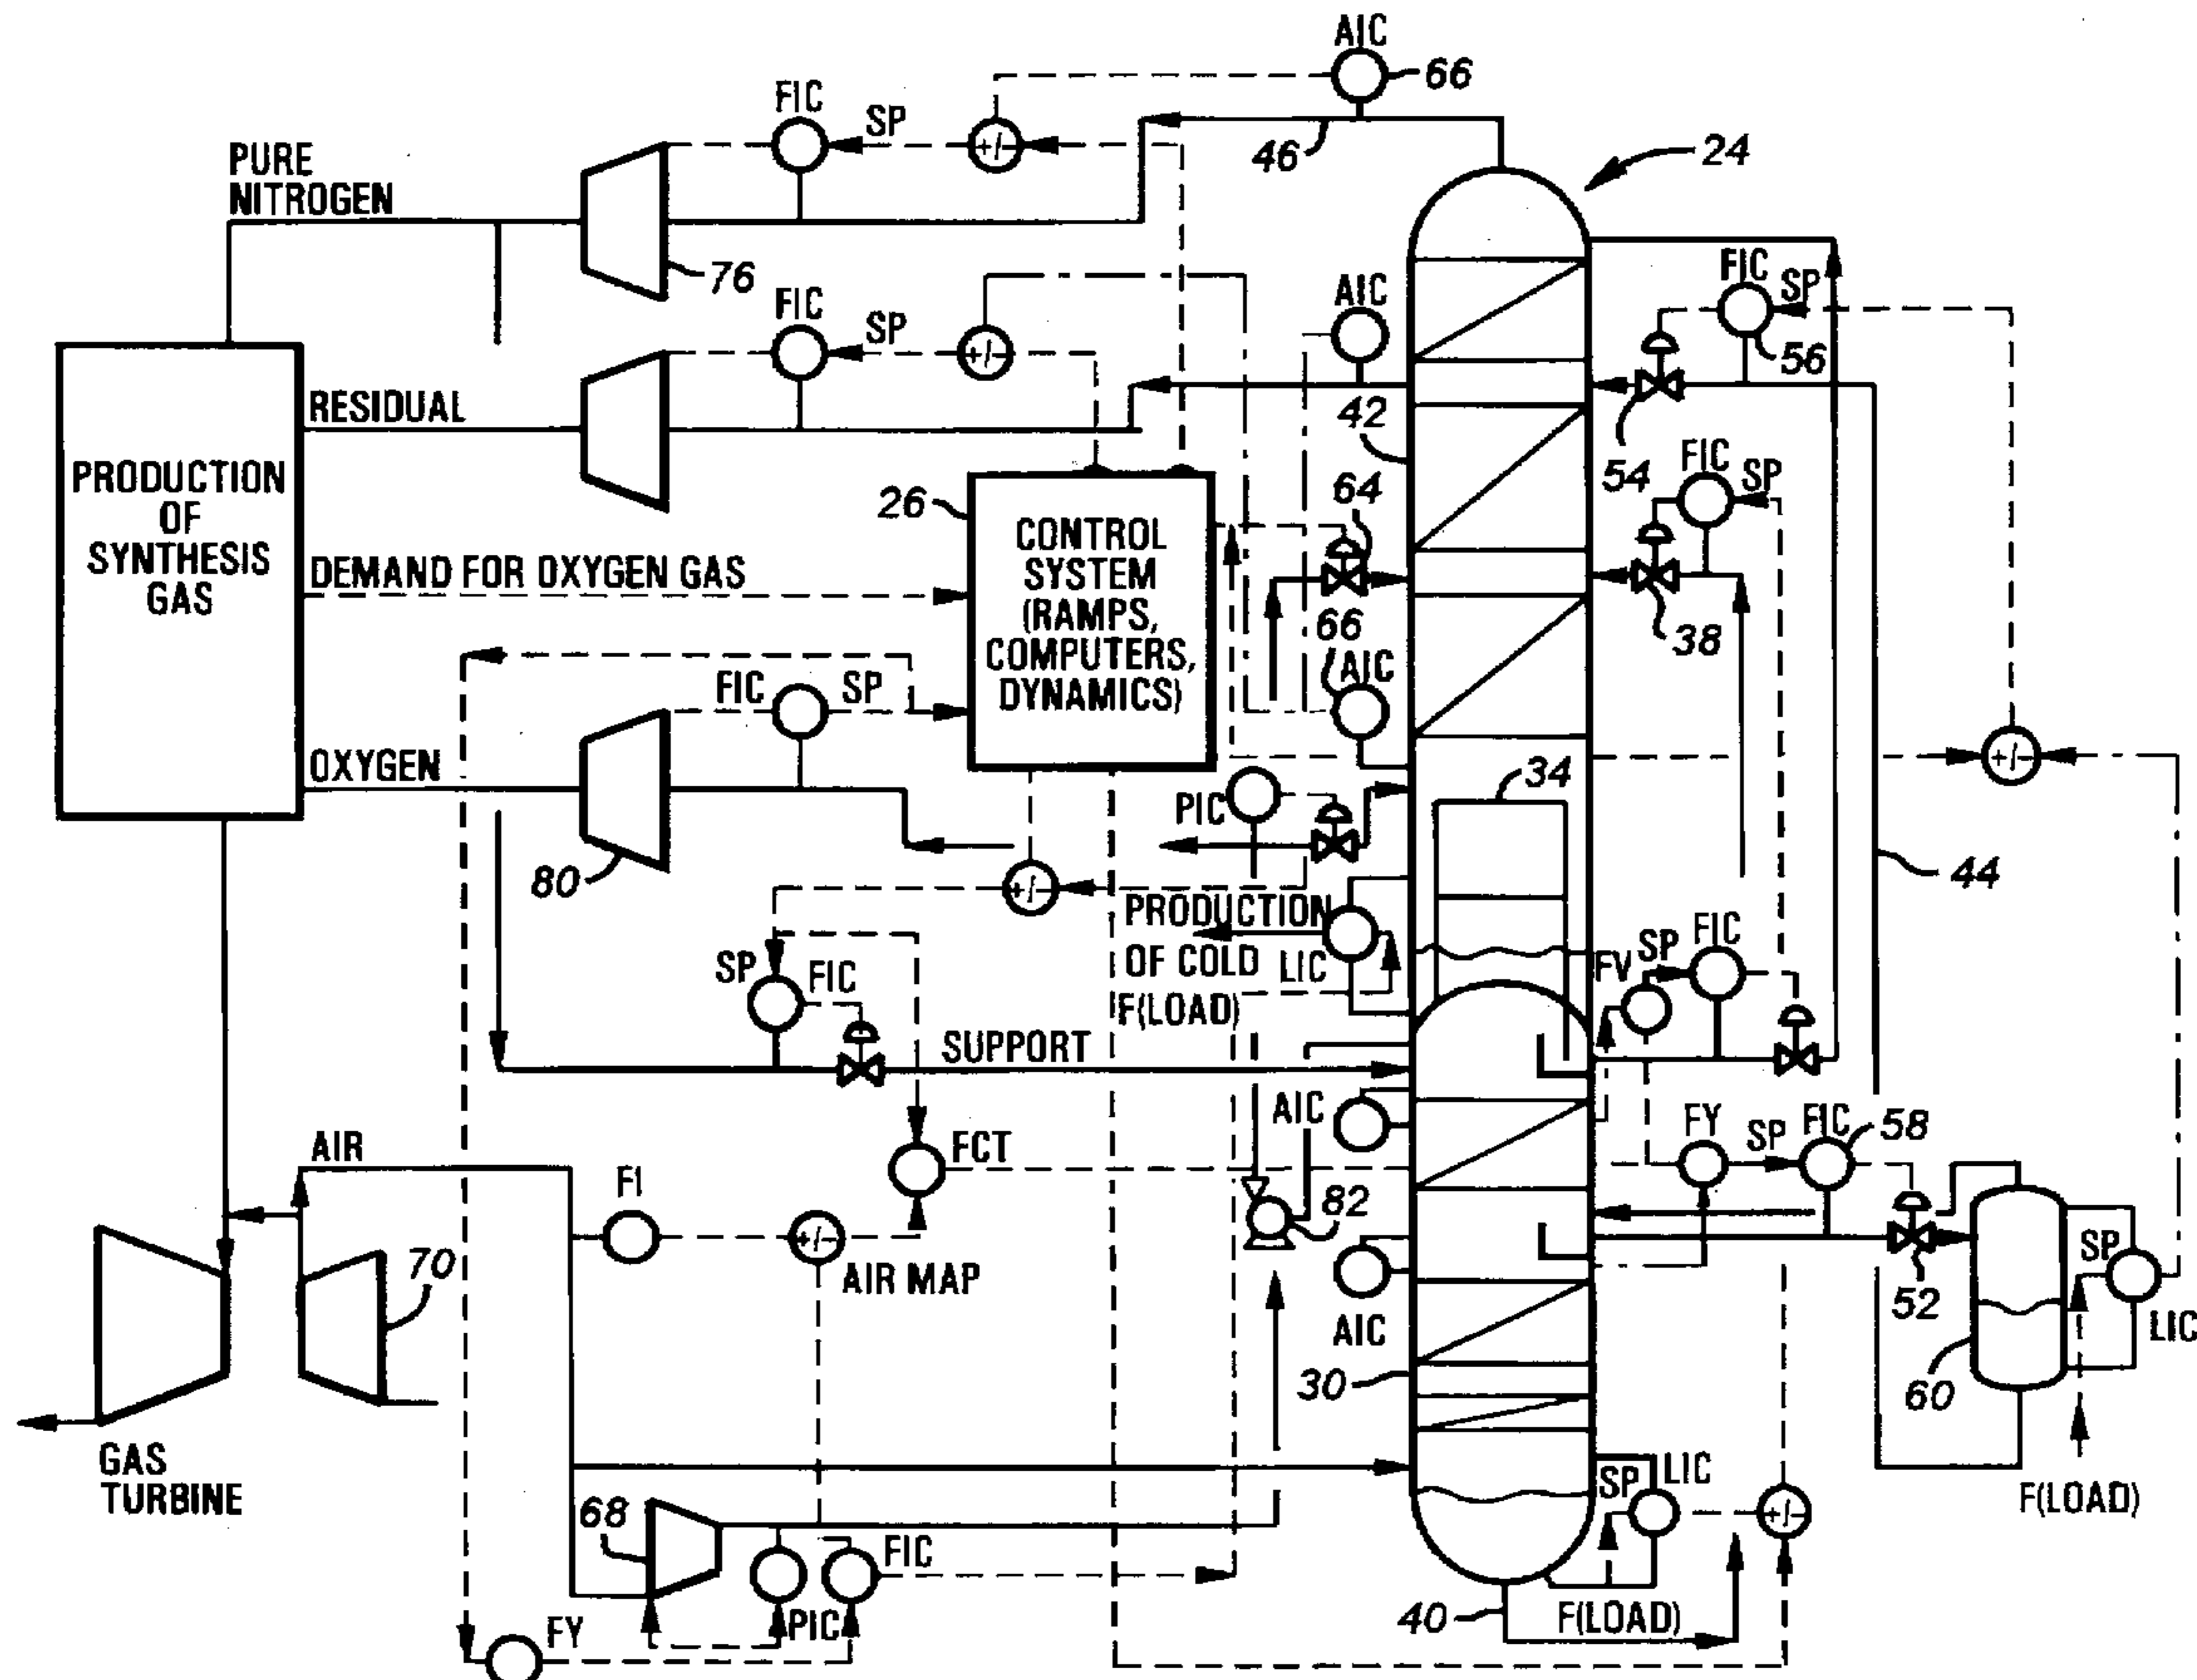 AIC
66
FIC
SP
+/-
46
24
PURE
NITROGEN
76
FIC
SP
+/-
AIC
FIC
SP
56
54
RESIDUAL
42
FIC
SP
38
PRODUCTION
OF
SYNTHESIS
GAS
26
CONTROL
SYSTEM
(RAMPS,
COMPUTERS,
DYNAMICS)
64
DEMAND FOR OXYGEN GAS
66
AIC
FIC
SP
OXYGEN
80
PIC
34
+/-
44
+/-
PRODUCTION
OF COLD
LIC
F(LOAD)
SP
FIC
SUPPORT
FV
SP
FIC
AIC
FY
SP
FIC
58
AIR
FI
FCT
+/-
AIR MAP
82
AIC
52
SP
LIC
60
F(LOAD)
70
30
GAS
TURBINE
68
FIC
PIC
FY
SP
LIC
+/-
40
F(LOAD)